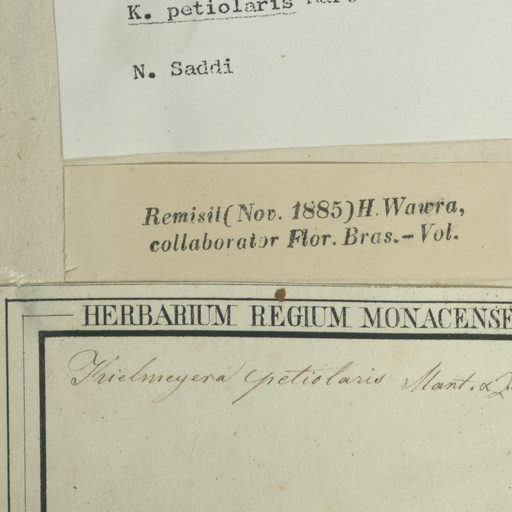 K. petiolaris
N. Saddi
Remisit (Nov. 1885) H. Wawra,
collaborator Flor. Bras.—Vol.
HERBARIUM REGIUM MONACENSE
Kielmeyera petiolaris Mart. &